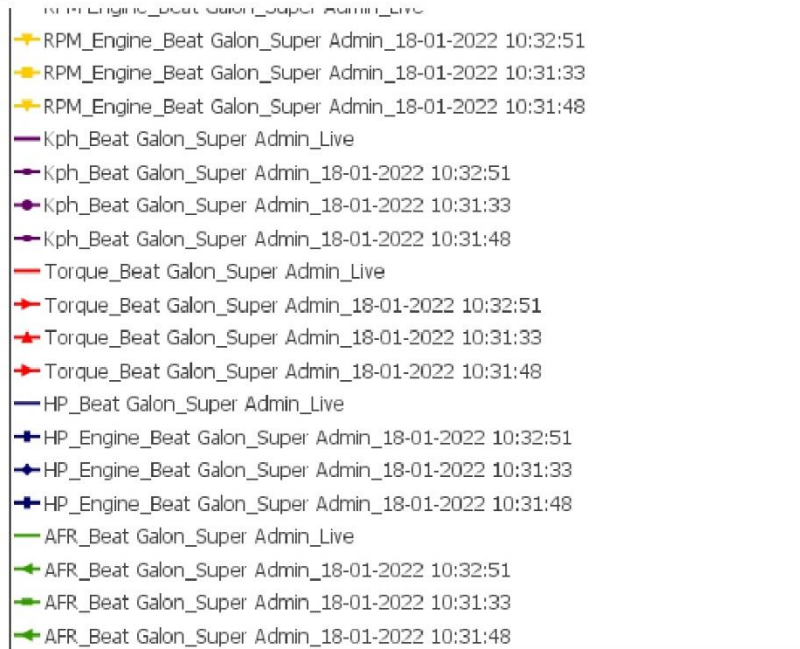 RPM Engine_Beat Galon_Super Admin_Live
RPM_Engine_Beat Galon_Super Admin_18-01-2022 10:32:51
RPM_Engine_Beat Galon_Super Admin_18-01-2022 10:31:33
RPM_Engine_Beat Galon_Super Admin_18-01-2022 10:31:48
Kph_Beat Galon_Super Admin_Live
Kph_Beat Galon_Super Admin_18-01-2022 10:32:51
Kph_Beat Galon_Super Admin_18-01-2022 10:31:33
Kph_Beat Galon_Super Admin_18-01-2022 10:31:48
Torque_Beat Galon_Super Admin_Live
Torque_Beat Galon_Super Admin_18-01-2022 10:32:51
Torque_Beat Galon_Super Admin_18-01-2022 10:31:33
Torque_Beat Galon_Super Admin_18-01-2022 10:31:48
HP_Beat Galon_Super Admin_Live
HP_Engine_Beat Galon_Super Admin_18-01-2022 10:32:51
HP_Engine_Beat Galon_Super Admin_18-01-2022 10:31:33
HP_Engine_Beat Galon_Super Admin_18-01-2022 10:31:48
AFR_Beat Galon_Super Admin_Live
AFR_Beat Galon_Super Admin_18-01-2022 10:32:51
AFR_Beat Galon_Super Admin_18-01-2022 10:31:33
AFR_Beat Galon_Super Admin_18-01-2022 10:31:48